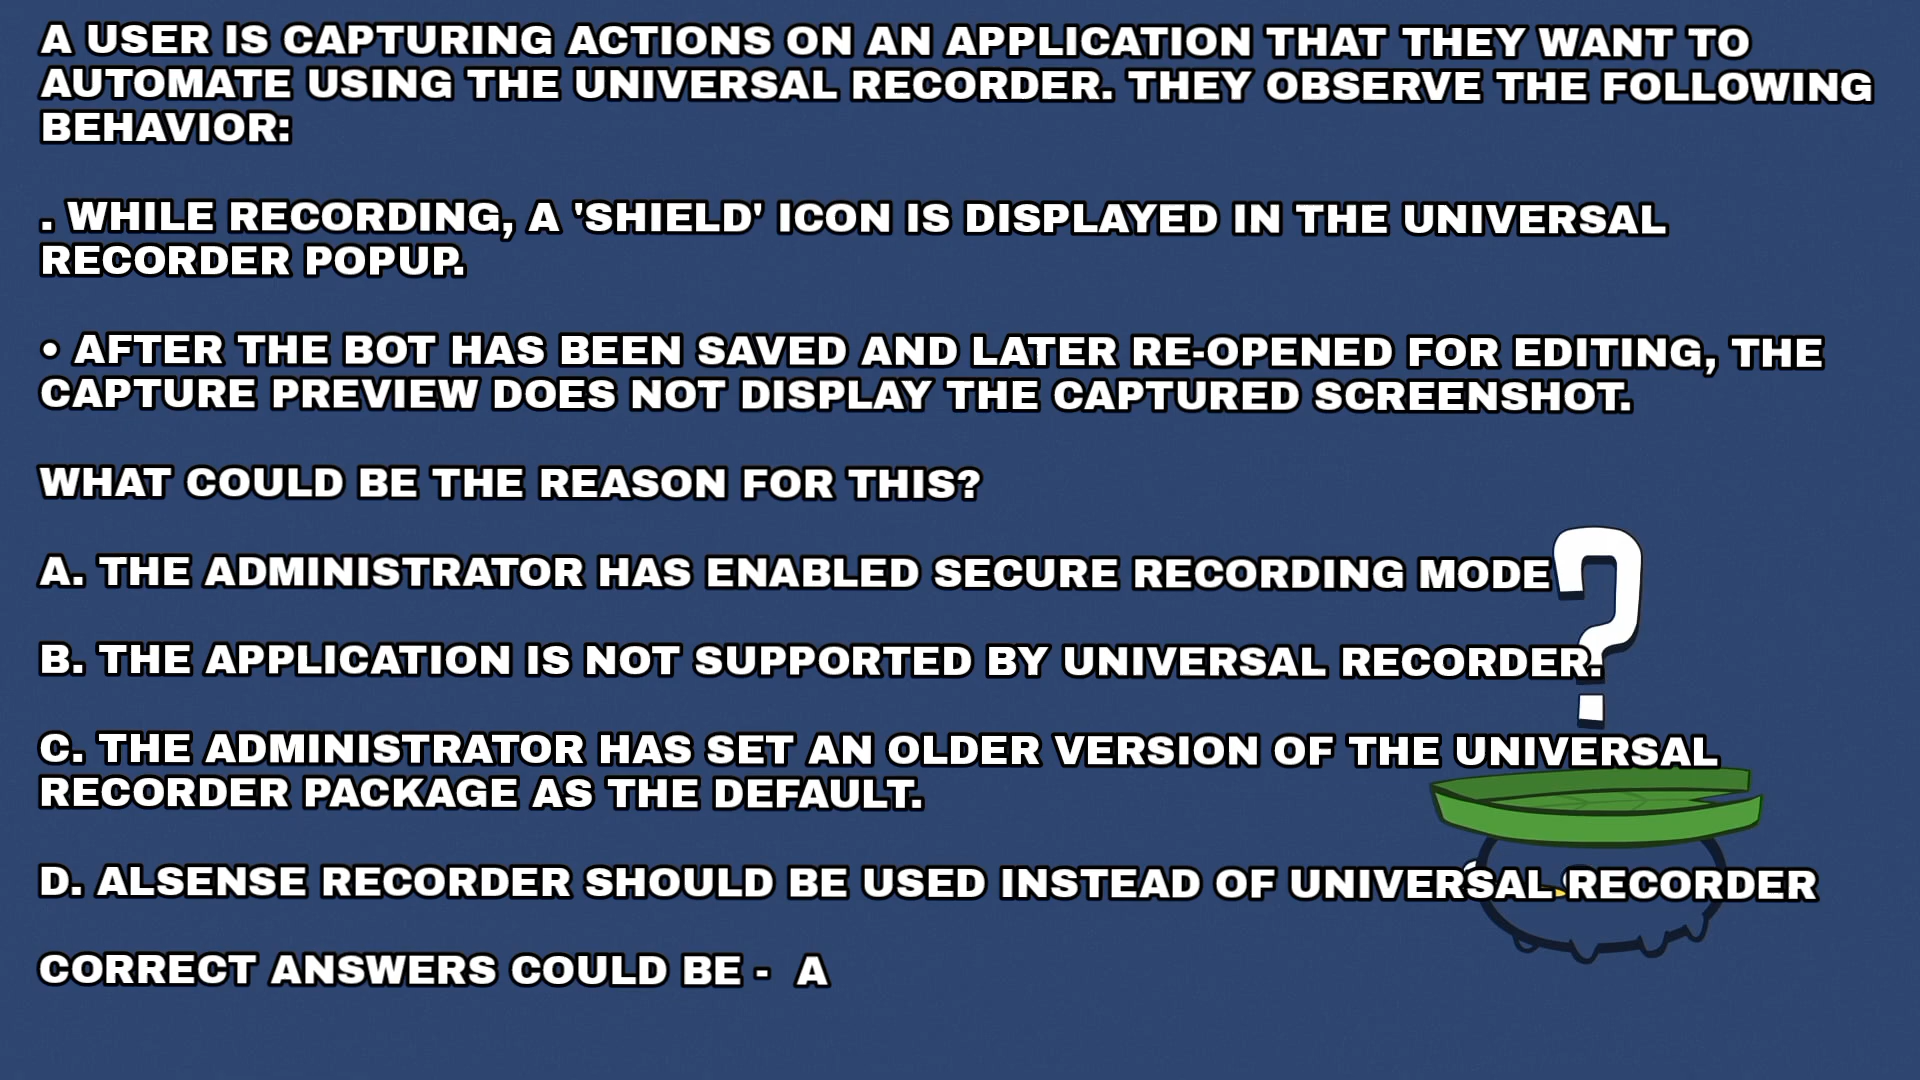 A USER IS CAPTURING ACTIONS ON AN APPLICATION THAT THEY WANT TO
AUTOMATE USING THE UNIVERSAL RECORDER. THEY OBSERVE THE FOLLOWING
BEHAVIOR:
. WHILE RECORDING, A 'SHIELD' ICON IS DISPLAYED IN THE UNIVERSAL
RECORDER POPUP.
• AFTER THE BOT HAS BEEN SAVED AND LATER RE-OPENED FOR EDITING, THE
CAPTURE PREVIEW DOES NOT DISPLAY THE CAPTURED SCREENSHOT.
WHAT COULD BE THE REASON FOR THIS?
A. THE ADMINISTRATOR HAS ENABLED SECURE RECORDING MODE
B. THE APPLICATION IS NOT SUPPORTED BY UNIVERSAL RECORDER.
C. THE ADMINISTRATOR HAS SET AN OLDER VERSION OF THE UNIVERSAL
RECORDER PACKAGE AS THE DEFAULT.
D. ALSENSE RECORDER SHOULD BE USED INSTEAD OF UNIVERSAL RECORDER
CORRECT ANSWERS COULD BE - A
?